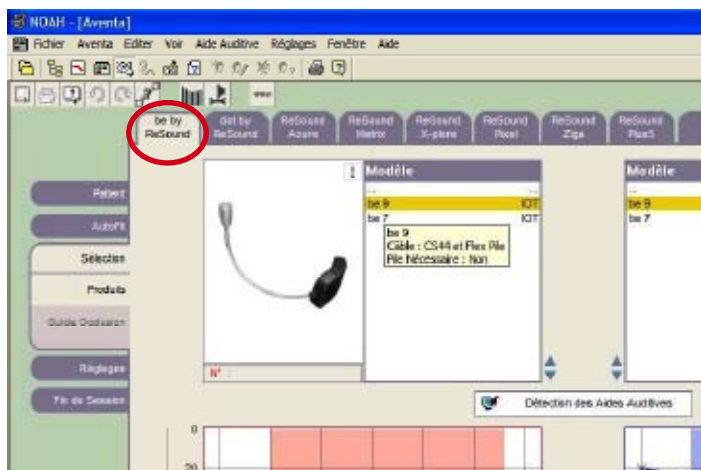 NOAH - [Aventa]
Fichier Aventa Editer Voir Aide Auditive Réglages Fenêtre Aide
be by ReSound
dot by ReSound
ReSound Azure
ReSound Metrix
ReSound X-plore
ReSound Pixel
ReSound Ziga
ReSound Plus5
Patient
AutoFit
Sélection
Produits
Guide Occlusion
Réglages
Fin de Session
Modèle
be 9 IOT
be 7 IOT
be 9
Câble : CS44 et Flex Pile
Pile Nécessaire : Non
Modèle
be 9
be 7
N° :
Détection des Aides Auditives
0
20